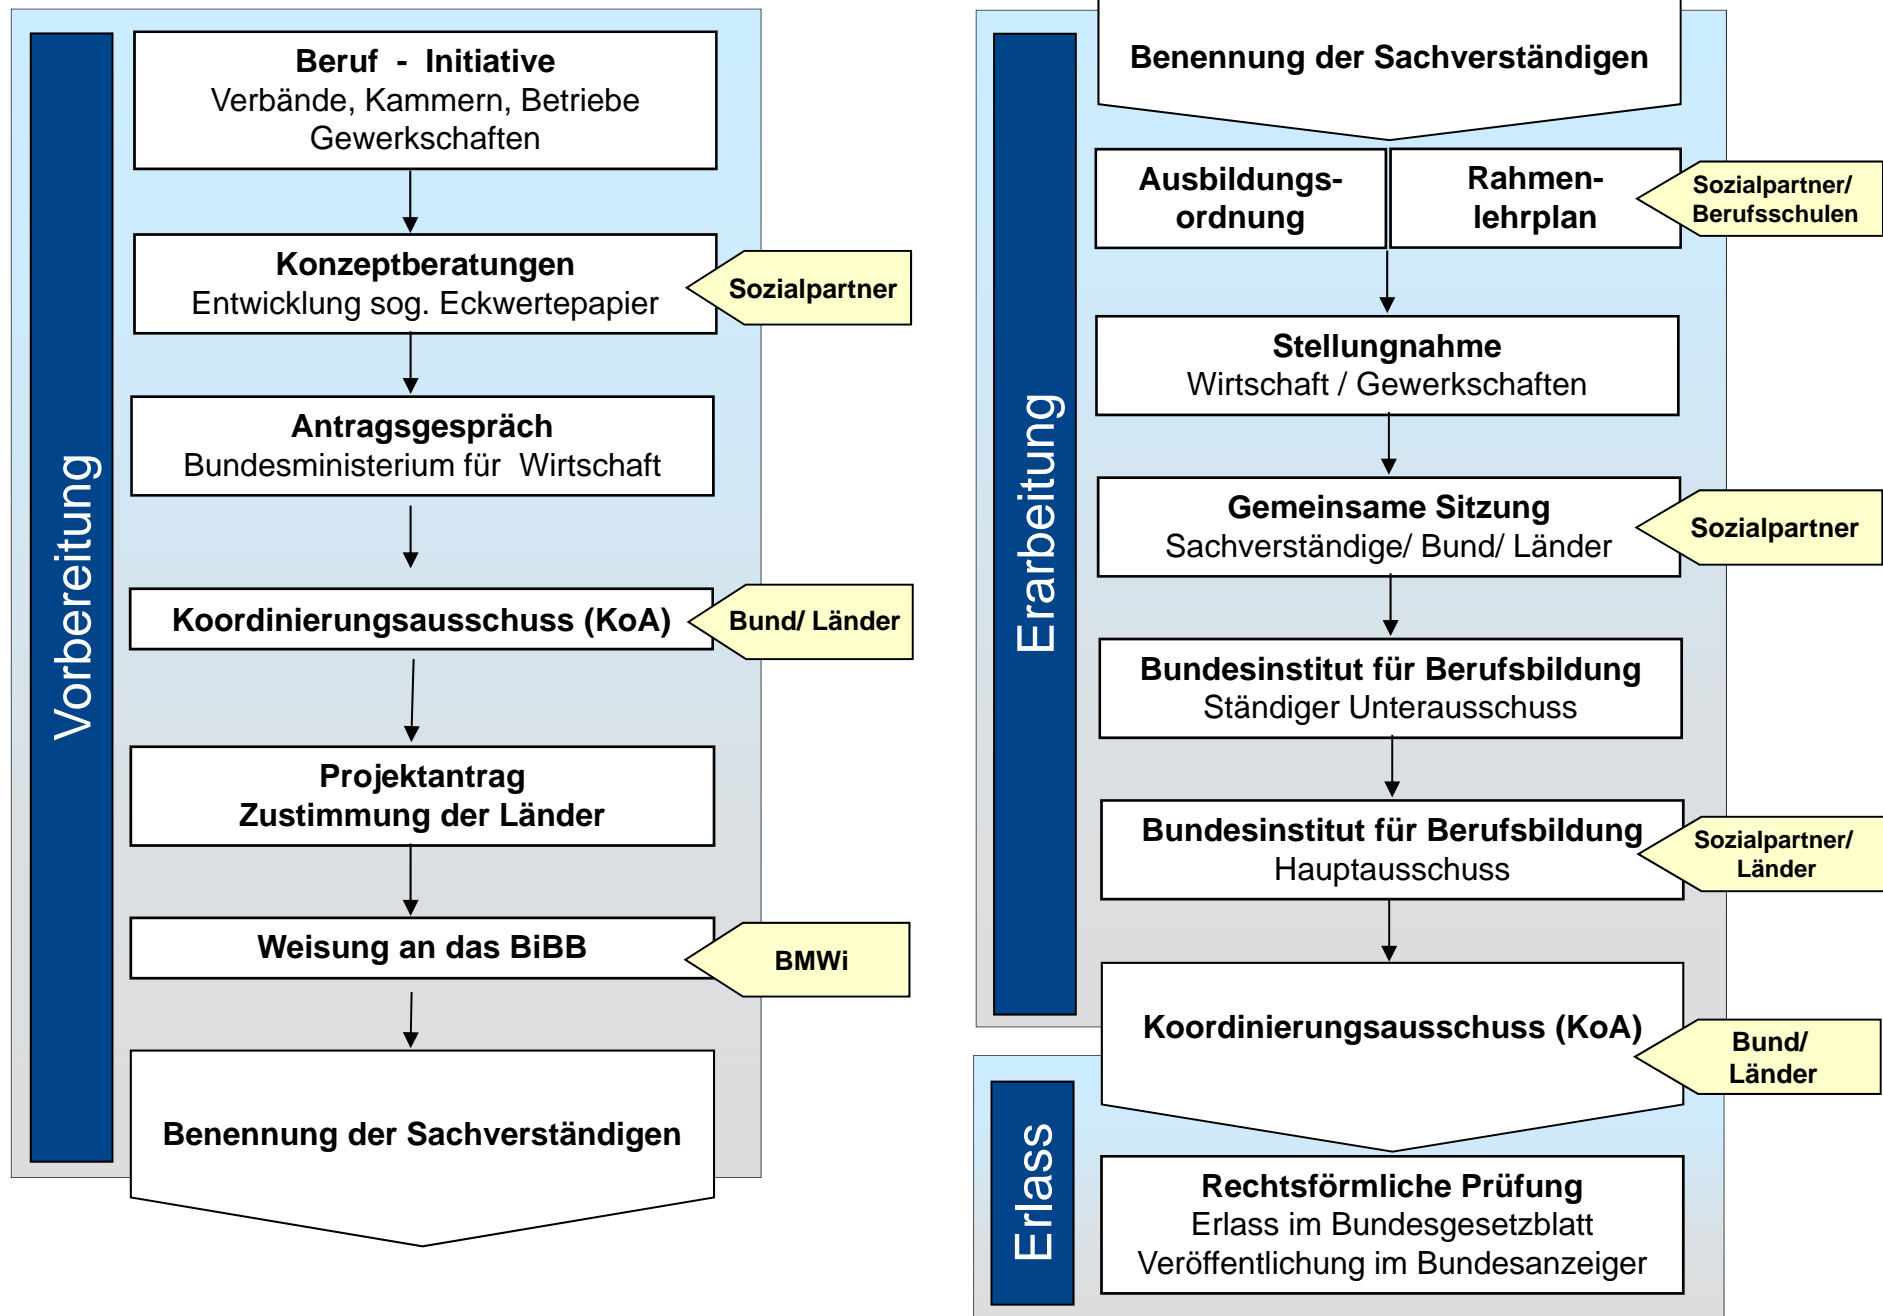 Vorbereitung
Beruf - Initiative
Verbände, Kammern, Betriebe
Gewerkschaften
Konzeptberatungen
Entwicklung sog. Eckwertepapier
Sozialpartner
Antragsgespräch
Bundesministerium für Wirtschaft
Koordinierungsausschuss (KoA)
Bund/ Länder
Projektantrag
Zustimmung der Länder
Weisung an das BiBB
BMWi
Benennung der Sachverständigen
Erarbeitung
Benennung der Sachverständigen
Ausbildungs-
ordnung
Rahmen-
lehrplan
Sozialpartner/
Berufsschulen
Stellungnahme
Wirtschaft / Gewerkschaften
Gemeinsame Sitzung
Sachverständige/ Bund/ Länder
Sozialpartner
Bundesinstitut für Berufsbildung
Ständiger Unterausschuss
Bundesinstitut für Berufsbildung
Hauptausschuss
Sozialpartner/
Länder
Koordinierungsausschuss (KoA)
Bund/
Länder
Erlass
Rechtsförmliche Prüfung
Erlass im Bundesgesetzblatt
Veröffentlichung im Bundesanzeiger